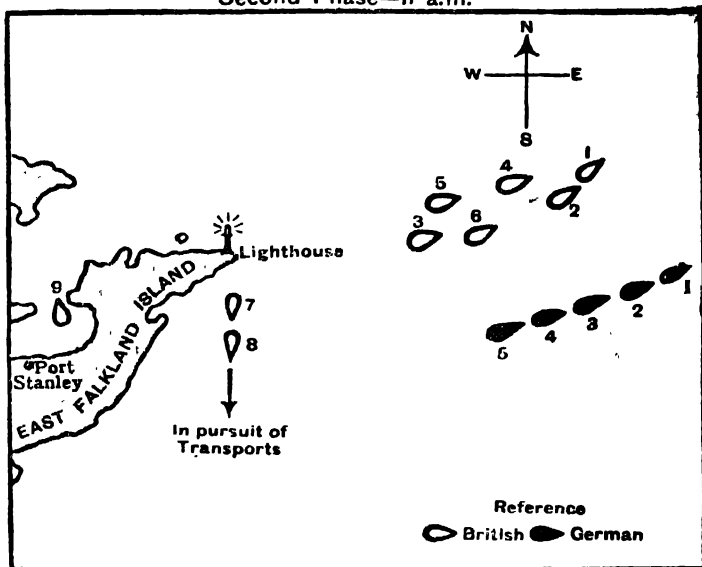 Second Phase—11 a.m.
N
W E
S
1
4
5
2
3 6
Lighthouse
9
7
1
2
3
4
5
8
Port
Stanley
EAST FALKLAND ISLAND
In pursuit of
Transports
Reference
British German